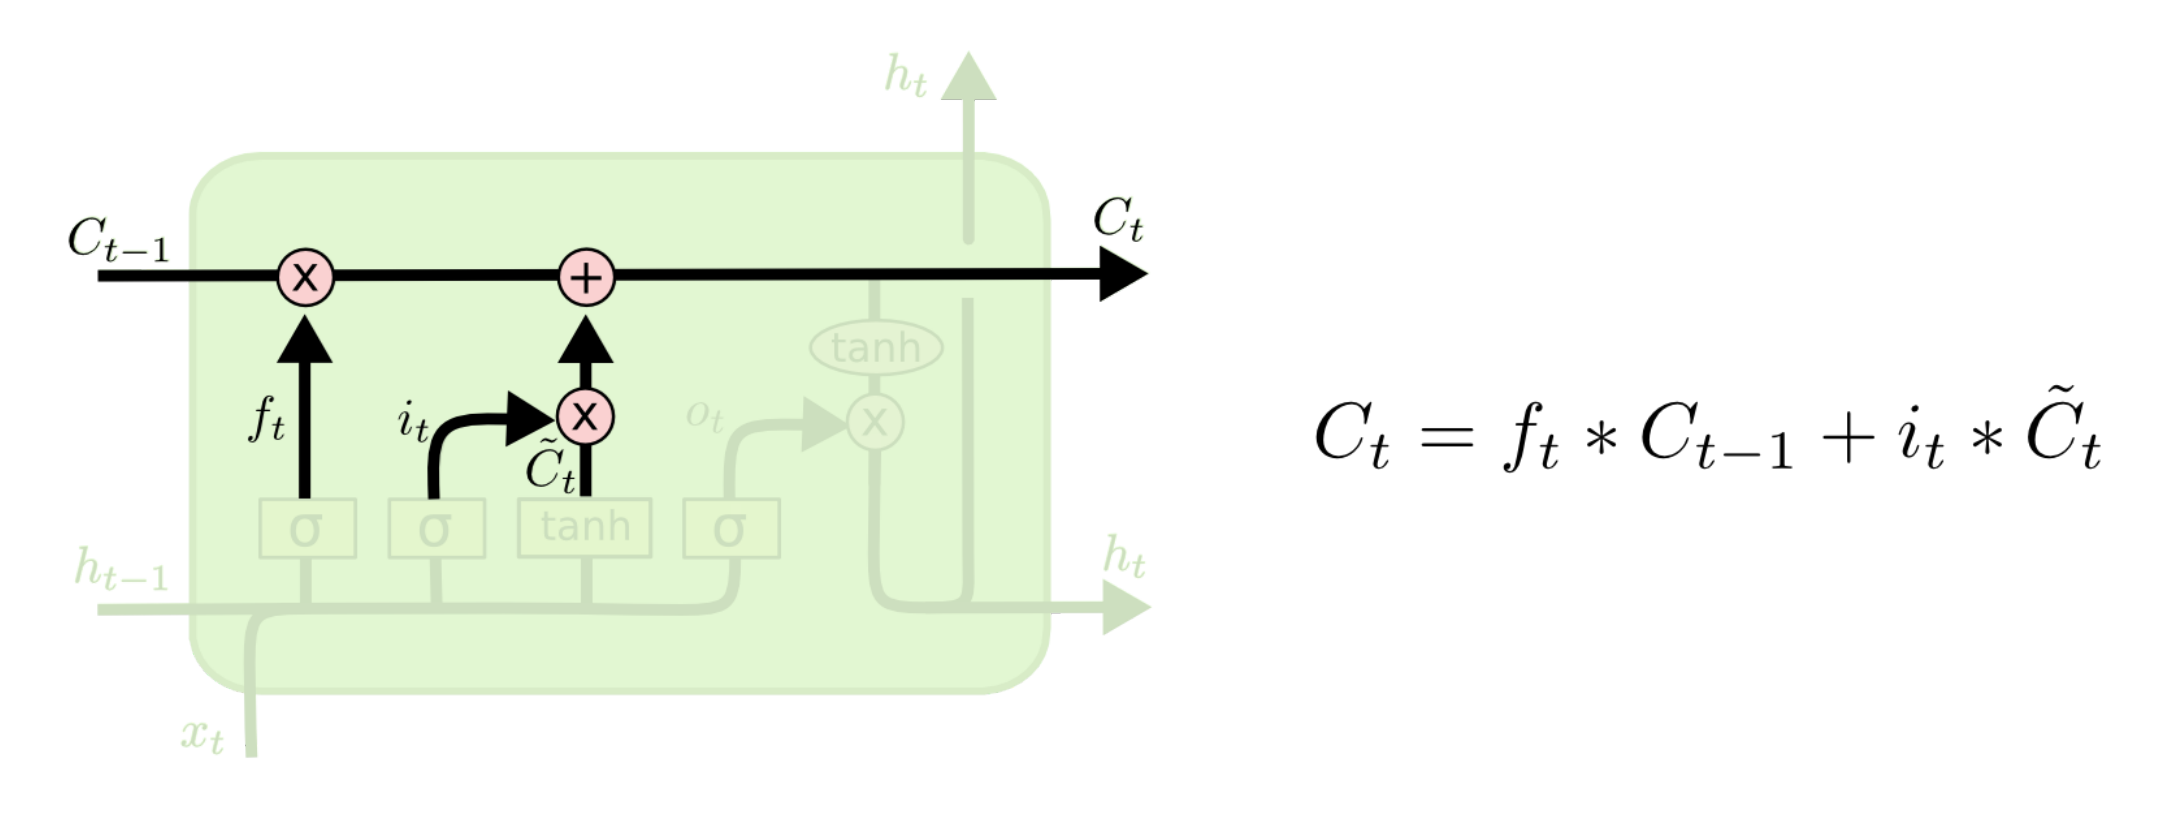 h_t
C_{t-1}
C_t
x
+
tanh
f_t
i_t
x
o_t
x
C̃_t
σ
σ
tanh
σ
h_{t-1}
h_t
x_t
C_t = f_t * C_{t-1} + i_t * C̃_t